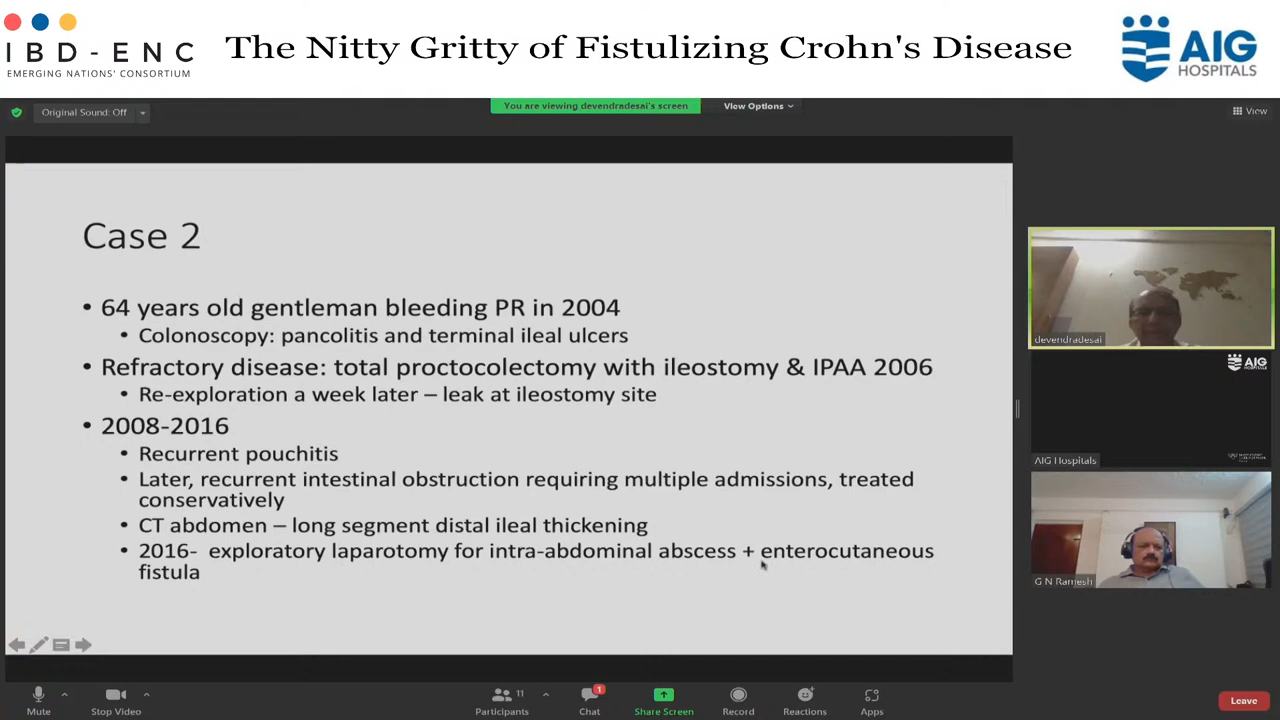 IBD-ENC
EMERGING NATIONS' CONSORTIUM
The Nitty Gritty of Fistulizing Crohn's Disease
AIG
HOSPITALS
Original Sound: Off
You are viewing devendradesai's screen
View Options
View
Case 2
• 64 years old gentleman bleeding PR in 2004
• Colonoscopy: pancolitis and terminal ileal ulcers
• Refractory disease: total proctocolectomy with ileostomy & IPAA 2006
• Re-exploration a week later – leak at ileostomy site
• 2008-2016
• Recurrent pouchitis
• Later, recurrent intestinal obstruction requiring multiple admissions, treated
conservatively
• CT abdomen – long segment distal ileal thickening
• 2016- exploratory laparotomy for intra-abdominal abscess + enterocutaneous
fistula
devendradesai
AIG
HOSPITALS
AIG Hospitals
G N Ramesh
Mute
Stop Video
11
Participants
1
Chat
Share Screen
Record
Reactions
Apps
Leave